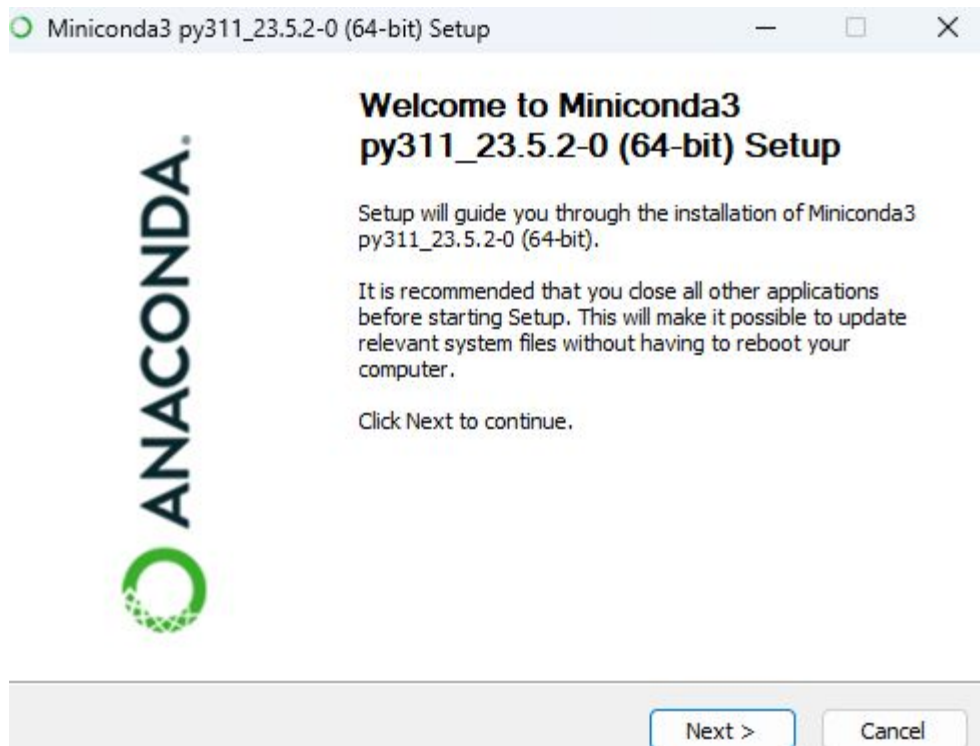 Miniconda3 py311_23.5.2-0 (64-bit) Setup
Welcome to Miniconda3
py311_23.5.2-0 (64-bit) Setup
Setup will guide you through the installation of Miniconda3
py311_23.5.2-0 (64-bit).
It is recommended that you close all other applications
before starting Setup. This will make it possible to update
relevant system files without having to reboot your
computer.
Click Next to continue.
ANACONDA.
Next >
Cancel